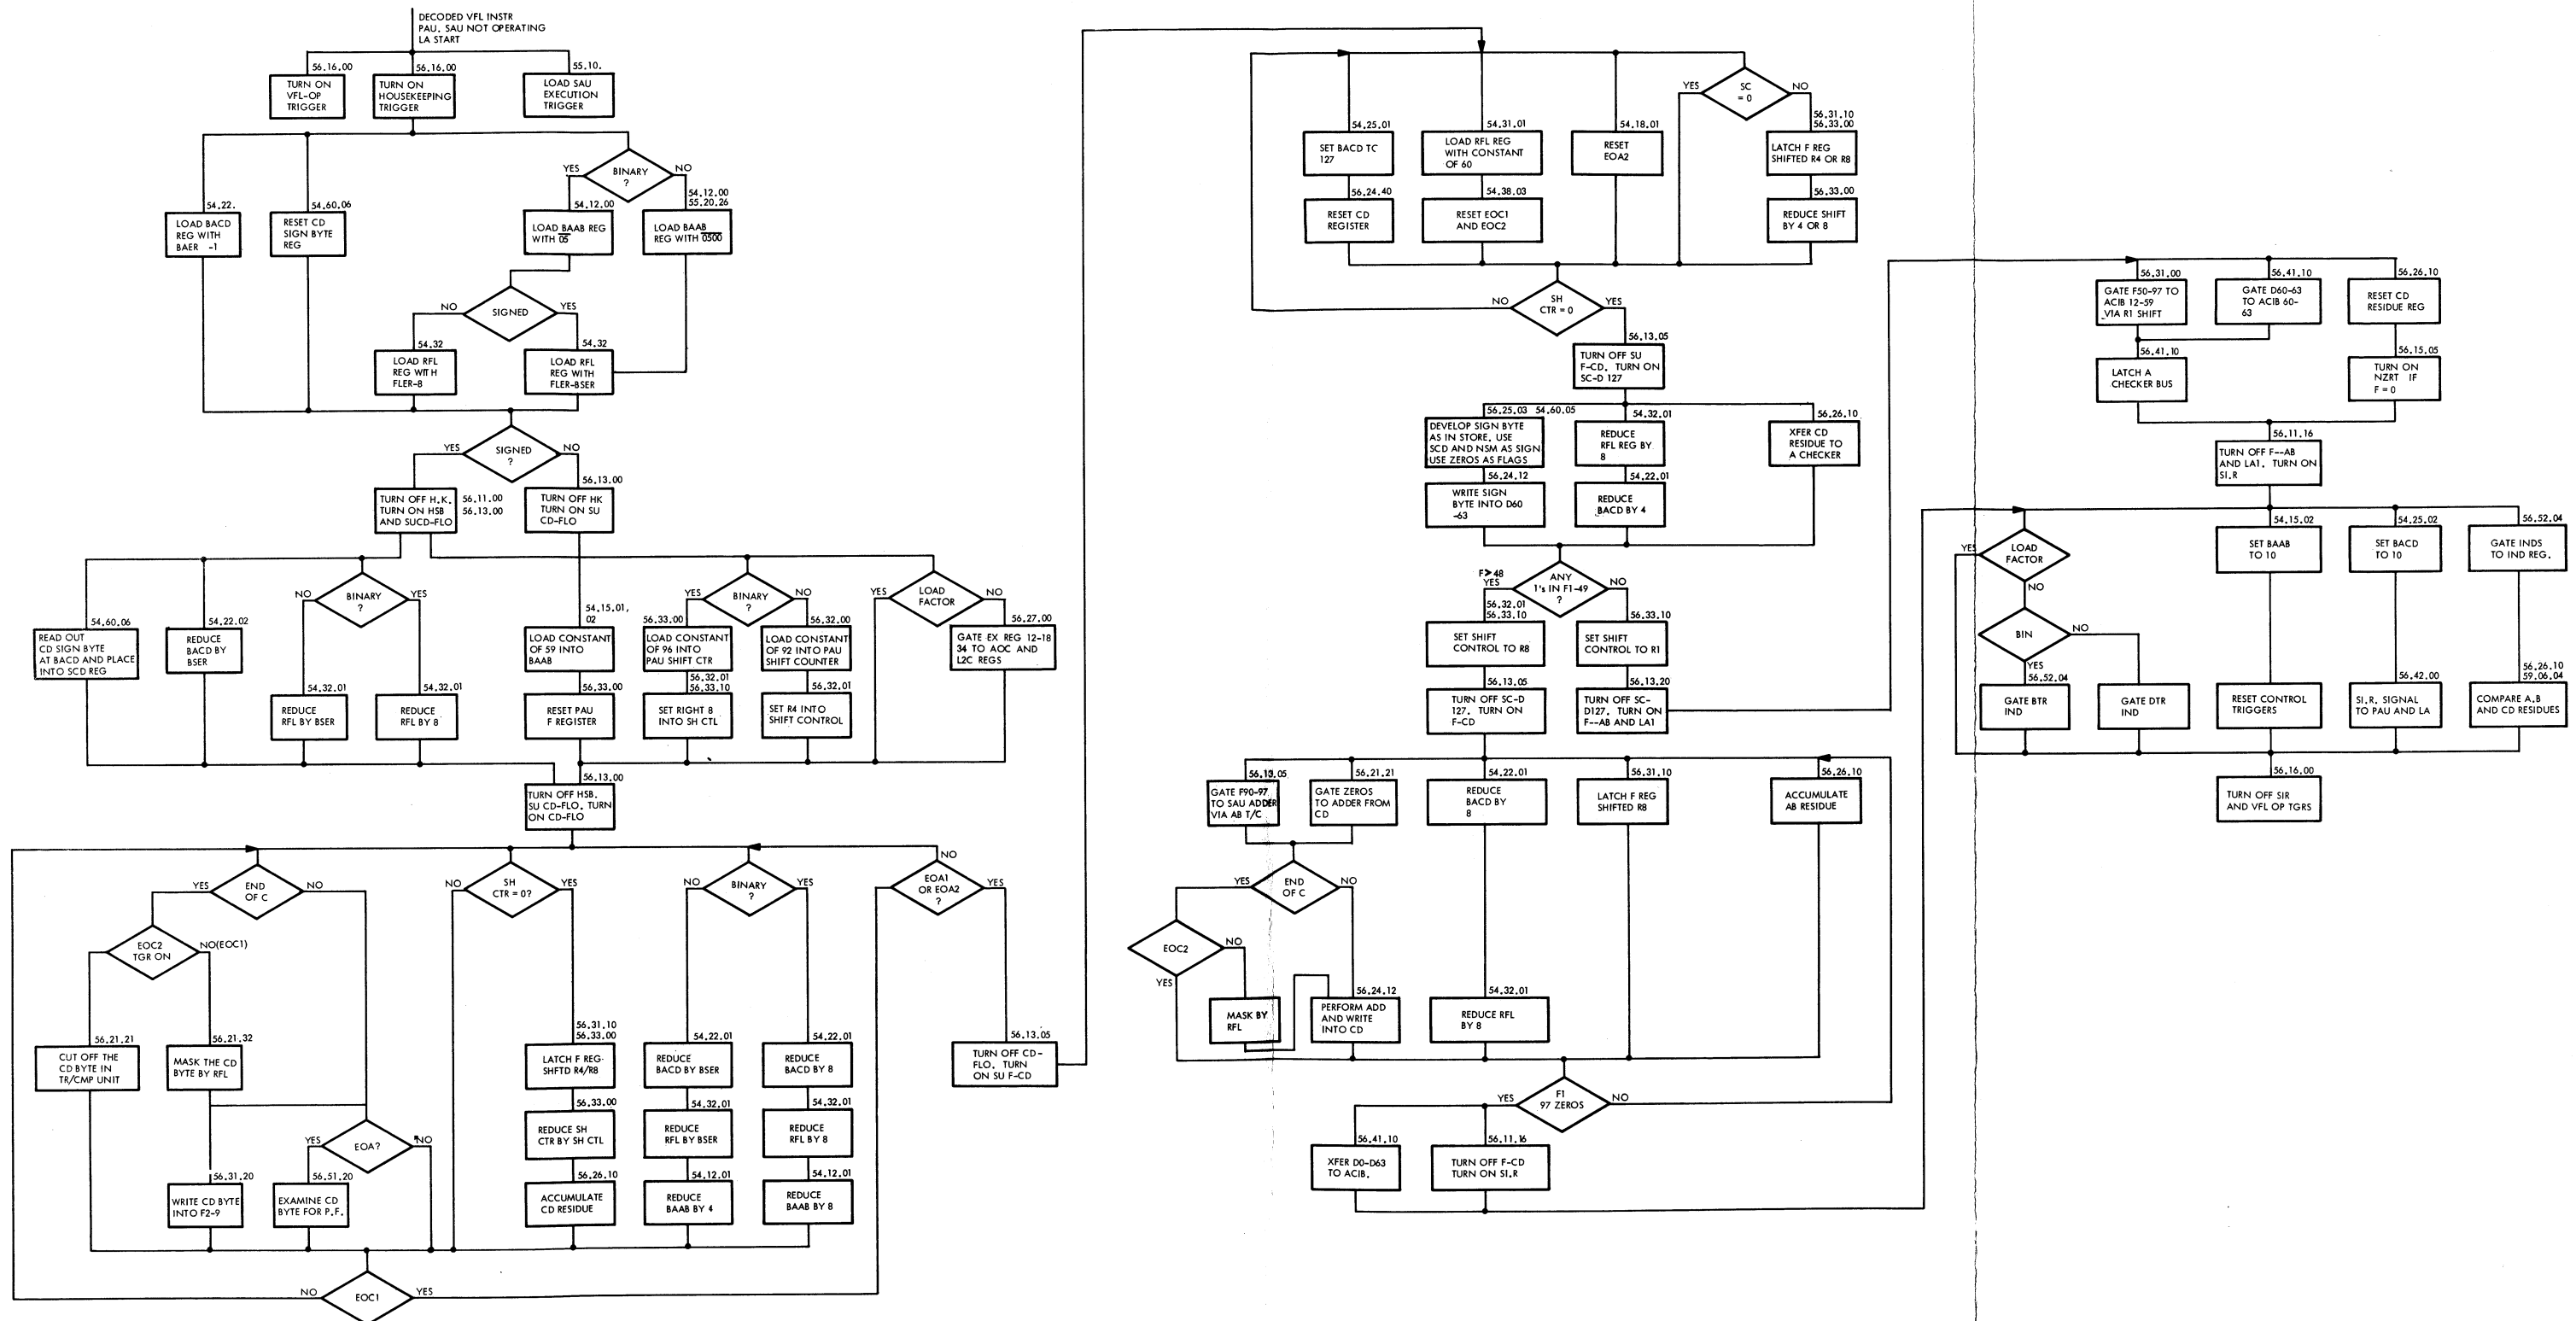 DECODED VFL INSTR
PAU, SAU NOT OPERATING
LA START
56.16.00
TURN ON
VFL-OP
TRIGGER
56.16.00
TURN ON
HOUSEKEEPING
TRIGGER
55.10.
LOAD SAU
EXECUTION
TRIGGER
54.22.
LOAD BACD
REG WITH
BAER -1
54.60.06
RESET CD
SIGN BYTE
REG
YES
BINARY
?
NO
54.12.00
LOAD BAAB REG
WITH 05
54.12.00
55.20.26
LOAD BAAB
REG WITH 0500
NO
SIGNED
YES
54.32
LOAD RFL
REG WITH
FLER-8
54.32
LOAD RFL
REG WITH
FLER-BSER
YES
SIGNED
?
NO
TURN OFF H.K.
TURN ON HSB
AND SUCD-FLO
56.11.00
56.13.00
56.13.00
TURN OFF HK
TURN ON SU
CD-FLO
54.60.06
READ OUT
CD SIGN BYTE
AT BACD AND PLACE
INTO SCD REG
54.22.02
REDUCE
BACD BY
BSER
NO
BINARY
?
YES
54.32.01
REDUCE
RFL BY BSER
54.32.01
REDUCE
RFL BY 8
54.15.01,
02
LOAD CONSTANT
OF 59 INTO
BAAB
56.33.00
RESET PAU
F REGISTER
YES
BINARY
?
NO
56.33.00
LOAD CONSTANT
OF 96 INTO
PAU SHIFT CTR
56.32.01
56.33.10
SET RIGHT 8
INTO SH CTL
56.32.00
LOAD CONSTANT
OF 92 INTO PAU
SHIFT COUNTER
56.32.01
SET R4 INTO
SHIFT CONTROL
YES
LOAD
FACTOR
NO
56.27.00
GATE EX REG 12-18
34 TO AOC AND
L2C REGS
56.13.00
TURN OFF HSB.
SU CD-FLO. TURN
ON CD-FLO
YES
END
OF C
NO
EOC2
TGR ON
NO(EOC1)
56.21.21
CUT OFF THE
CD BYTE IN
TR/CMP UNIT
56.21.32
MASK THE CD
BYTE BY RFL
YES
EOA?
NO
56.31.20
WRITE CD BYTE
INTO F2-9
56.51.20
EXAMINE CD
BYTE FOR P.F.
NO
SH
CTR = 0?
YES
56.31.10
56.33.00
LATCH F REG
SHFTD R4/R8
56.33.00
REDUCE SH
CTR BY SH CTL
56.26.10
ACCUMULATE
CD RESIDUE
NO
BINARY
?
YES
54.22.01
REDUCE
BACD BY BSER
54.32.01
REDUCE
RFL BY BSER
54.12.01
REDUCE
BAAB BY 4
54.22.01
REDUCE
BACD BY 8
54.32.01
REDUCE
RFL BY 8
54.12.01
REDUCE
BAAB BY 8
NO
EOA1
OR EOA2
?
YES
56.13.05
TURN OFF CD-
FLO. TURN
ON SU F-CD
NO
EOC1
YES
54.25.01
SET BACD TC
127
56.24.40
RESET CD
REGISTER
54.31.01
LOAD RFL REG
WITH CONSTANT
OF 60
54.38.03
RESET EOC1
AND EOC2
54.18.01
RESET
EOA2
YES
SC
= 0
NO
56.31.10
56.33.00
LATCH F REG
SHIFTED R4 OR R8
56.33.00
REDUCE SHIFT
BY 4 OR 8
NO
SH
CTR = 0
YES
56.13.05
TURN OFF SU
F-CD. TURN ON
SC-D 127
56.25.03 54.60.05
DEVELOP SIGN BYTE
AS IN STORE. USE
SCD AND NSM AS SIGN
USE ZEROS AS FLAGS
56.24.12
WRITE SIGN
BYTE INTO D60
-63
54.32.01
REDUCE
RFL REG BY
8
54.22.01
REDUCE
BACD BY 4
56.26.10
XFER CD
RESIDUE TO
A CHECKER
F>48
YES
ANY
1's IN F1-49
?
NO
56.32.01
56.33.10
SET SHIFT
CONTROL TO R8
56.13.05
TURN OFF SC-D
127. TURN ON
F-CD
56.33.10
SET SHIFT
CONTROL TO R1
56.13.20
TURN OFF SC-
D127. TURN ON
F--AB AND LA1
56.13.05
GATE F90-97
TO SAU ADDER
VIA AB T/C
56.21.21
GATE ZEROS
TO ADDER FROM
CD
54.22.01
REDUCE
BACD BY
8
56.31.10
LATCH F REG
SHIFTED R8
56.26.10
ACCUMULATE
AB RESIDUE
YES
END
OF C
NO
EOC2
NO
YES
MASK BY
RFL
56.24.12
PERFORM ADD
AND WRITE
INTO CD
54.32.01
REDUCE RFL
BY 8
YES
F1
97 ZEROS
NO
56.41.10
XFER D0-D63
TO ACIB.
56.11.16
TURN OFF F-CD
TURN ON SI.R
56.31.00
GATE F50-97 TO
ACIB 12-59
VIA R1 SHIFT
56.41.10
GATE D60-63
TO ACIB 60-
63
56.26.10
RESET CD
RESIDUE REG
56.41.10
LATCH A
CHECKER BUS
56.15.05
TURN ON
NZRT IF
F = 0
56.11.16
TURN OFF F--AB
AND LA1. TURN ON
SI.R
YES
LOAD
FACTOR
NO
BIN
NO
YES
56.52.04
GATE BTR
IND
GATE DTR
IND
54.15.02
SET BAAB
TO 10
RESET CONTROL
TRIGGERS
54.25.02
SET BACD
TO 10
56.42.00
SI.R. SIGNAL
TO PAU AND LA
56.52.04
GATE INDS
TO IND REG.
56.26.10
59.06.04
COMPARE A,B
AND CD RESIDUES
56.16.00
TURN OFF SIR
AND VFL OP TGRS